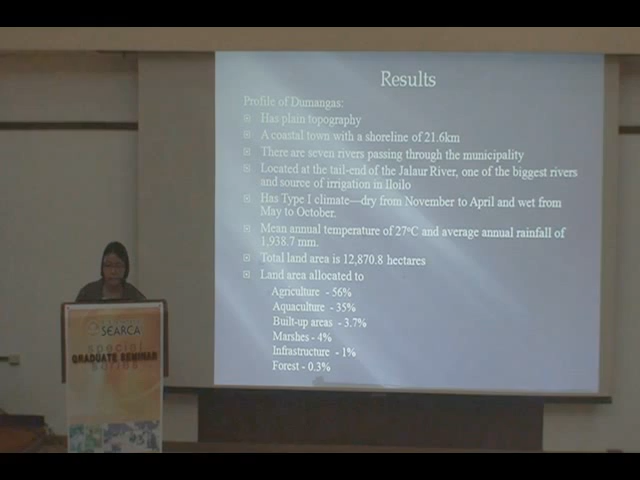 Results
Profile of Dumangas:
Has plain topography
A coastal town with a shoreline of 21.6km
There are seven rivers passing through the municipality
Located at the tail-end of the Jalaur River, one of the biggest rivers
and source of irrigation in Iloilo
Has Type I climate—dry from November to April and wet from
May to October.
Mean annual temperature of 27°C and average annual rainfall of
1,938.7 mm.
Total land area is 12,870.8 hectares
Land area allocated to
Agriculture - 56%
Aquaculture - 35%
Built-up areas - 3.7%
Marshes - 4%
Infrastructure - 1%
Forest - 0.3%
SEARCA
special
GRADUATE SEMINAR
series